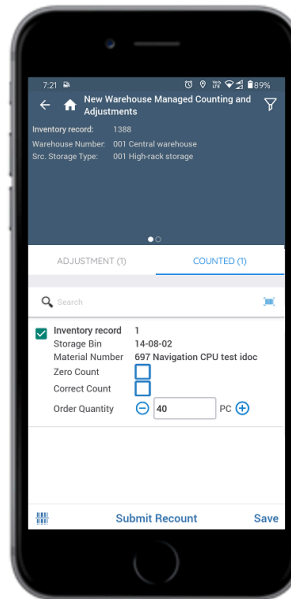 7:21 89%
New Warehouse Managed Counting and
Adjustments
Inventory record: 1388
Warehouse Number: 001 Central warehouse
Src. Storage Type: 001 High-rack storage
ADJUSTMENT (1) COUNTED (1)
Search
Inventory record 1
Storage Bin 14-08-02
Material Number 697 Navigation CPU test idoc
Zero Count
Correct Count
Order Quantity 40 PC
Submit Recount Save